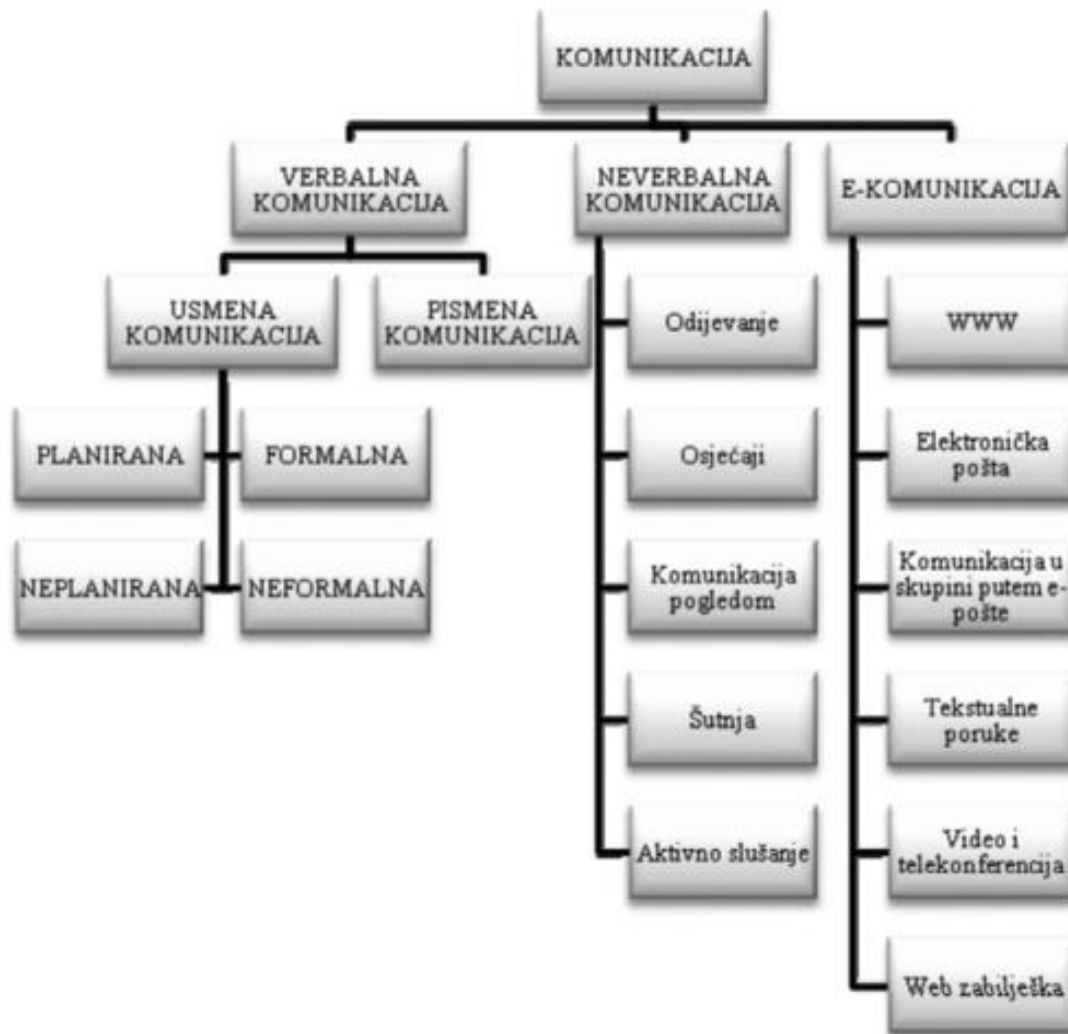 KOMUNIKACIJA
VERBALNA
KOMUNIKACIJA
NEVERBALNA
KOMUNIKACIJA
E-KOMUNIKACIJA
USMENA
KOMUNIKACIJA
PISMENA
KOMUNIKACIJA
PLANIRANA
FORMALNA
NEPLANIRANA
NEFORMALNA
Odijevanje
Osjećaji
Komunikacija
pogledom
Šutnja
Aktivno slušanje
WWW
Elektronička
pošta
Komunikacija u
skupini putem e-
pošte
Tekstualne
poruke
Video i
telekonferencija
Web zabilješka